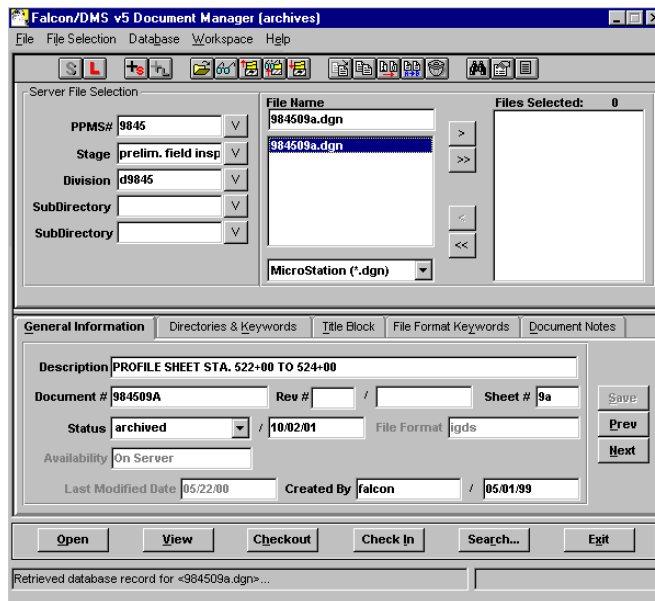 Falcon/DMS v5 Document Manager (archives)
File File Selection Database Workspace Help
S L +s +L
Server File Selection
File Name
Files Selected: 0
PPMS# 9845 V
984509a.dgn
>
Stage prelim. field insp V
984509a.dgn
>>
Division d9845 V
SubDirectory V
<
SubDirectory V
<<
MicroStation (*.dgn)
General Information Directories & Keywords Title Block File Format Keywords Document Notes
Description PROFILE SHEET STA. 522+00 TO 524+00
Document # 984509A Rev # / Sheet # 9a Save
Status archived / 10/02/01 File Format igds Prev
Availability On Server Next
Last Modified Date 05/22/00 Created By falcon / 05/01/99
Open View Checkout Check In Search... Exit
Retrieved database record for <984509a.dgn>...